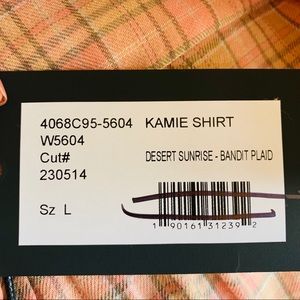 4068C95-5604 KAMIE SHIRT
W5604
Cut# DESERT SUNRISE - BANDIT PLAID
230514
Sz L
1 90161 31239 2